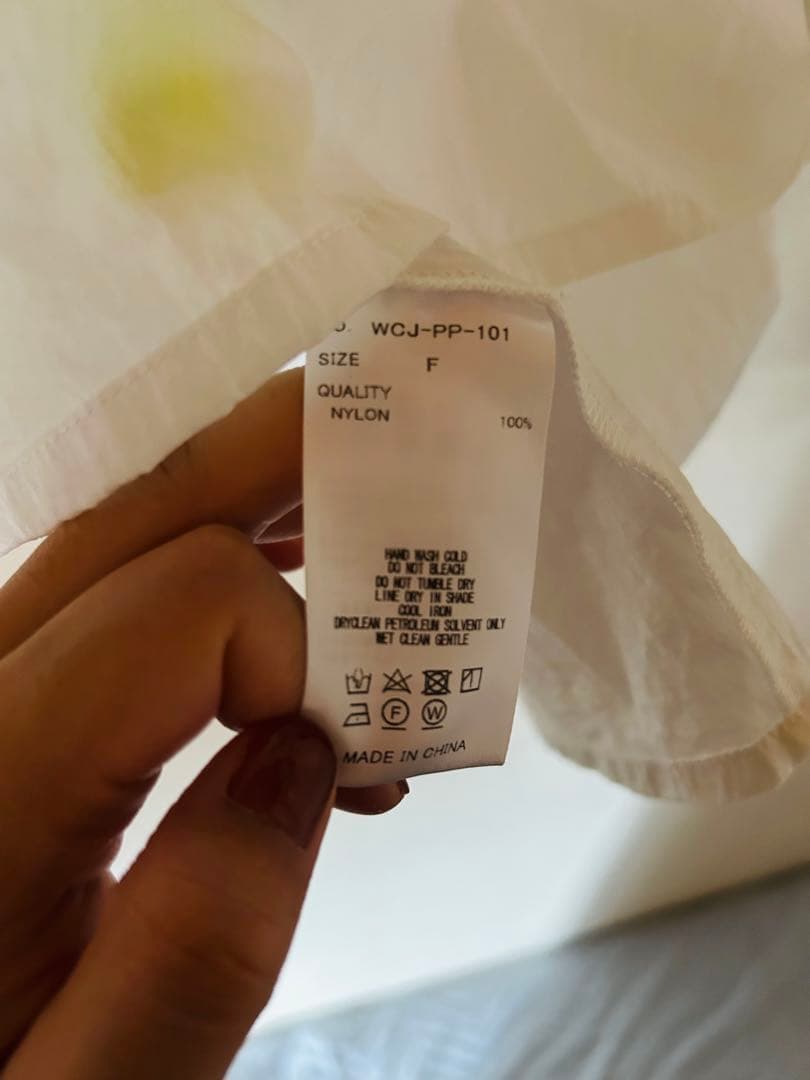 O. WCJ-PP-101
SIZE F
QUALITY
NYLON 100%
HAND WASH COLD
DO NOT BLEACH
DO NOT TUMBLE DRY
LINE DRY IN SHADE
COOL IRON
DRYCLEAN PETROLEUM SOLVENT ONLY
WET CLEAN GENTLE
F W
MADE IN CHINA